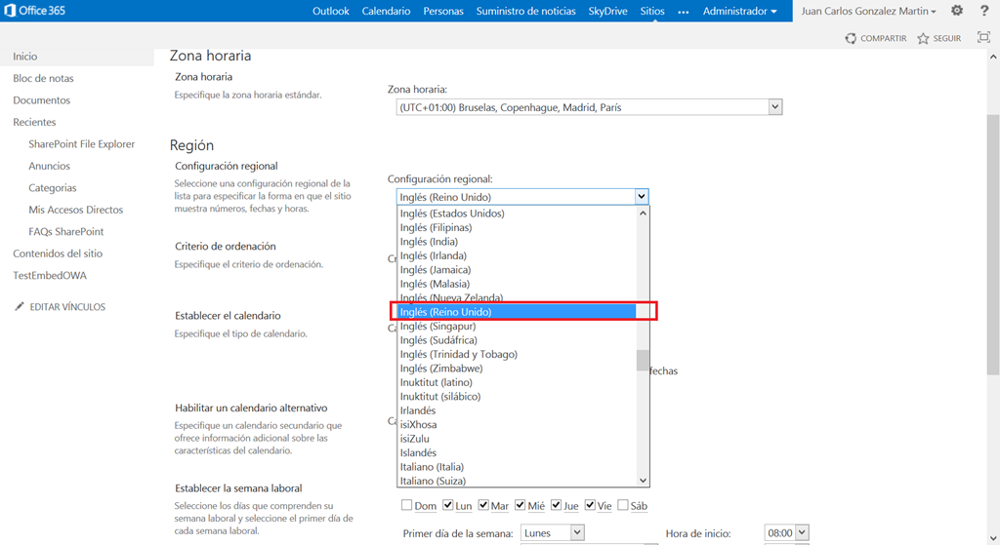 Office 365
Outlook Calendario Personas Suministro de noticias SkyDrive Sitios ••• Administrador Juan Carlos Gonzalez Martin ?
COMPARTIR SEGUIR
Inicio
Bloc de notas
Documentos
Recientes
SharePoint File Explorer
Anuncios
Categorias
Mis Accesos Directos
FAQs SharePoint
Contenidos del sitio
TestEmbedOWA
EDITAR VÍNCULOS
Zona horaria
Zona horaria
Especifique la zona horaria estándar.
Zona horaria:
(UTC+01:00) Bruselas, Copenhague, Madrid, París
Región
Configuración regional
Seleccione una configuración regional de la
lista para especificar la forma en que el sitio
muestra números, fechas y horas.
Configuración regional:
Inglés (Reino Unido)
Inglés (Estados Unidos)
Inglés (Filipinas)
Inglés (India)
Inglés (Irlanda)
Inglés (Jamaica)
Inglés (Malasia)
Inglés (Nueva Zelanda)
Inglés (Reino Unido)
Inglés (Singapur)
Inglés (Sudáfrica)
Inglés (Trinidad y Tobago)
Inglés (Zimbabwe)
Inuktitut (latino)
Inuktitut (silábico)
Irlandés
isiXhosa
isiZulu
Islandés
Italiano (Italia)
Italiano (Suiza)
Criterio de ordenación
Especifique el criterio de ordenación.
Cr
Establecer el calendario
Especifique el tipo de calendario.
Ca
fechas
Habilitar un calendario alternativo
Especifique un calendario secundario que
ofrece información adicional sobre las
características del calendario.
Ca
Establecer la semana laboral
Seleccione los días que comprenden su
semana laboral y seleccione el primer día de
cada semana laboral.
Dom Lun Mar Mié Jue Vie Sáb
Primer día de la semana: Lunes Hora de inicio: 08:00